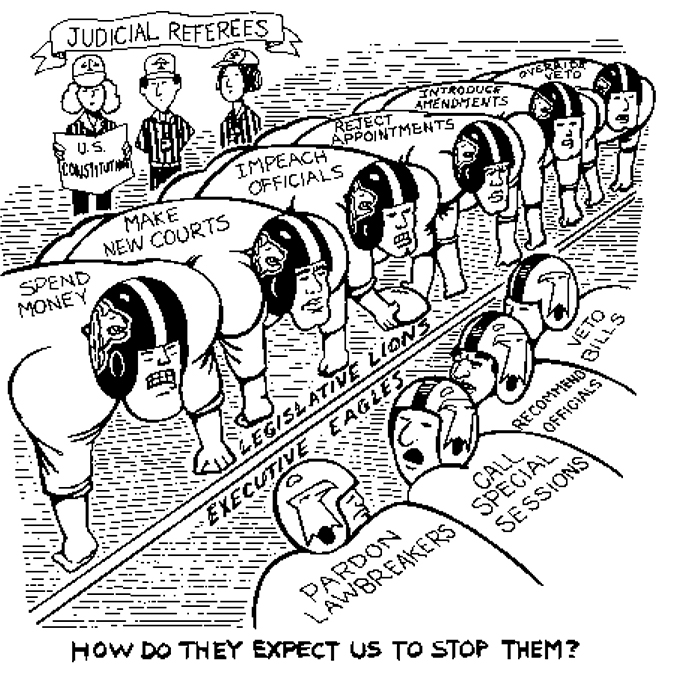 JUDICIAL REFEREES
U.S.
CONSTITUTION
OVERRIDE
VETO
INTRODUCE
AMENDMENTS
REJECT
APPOINTMENTS
IMPEACH
OFFICIALS
MAKE
NEW COURTS
SPEND
MONEY
LEGISLATIVE LIONS
EXECUTIVE EAGLES
VETO
BILLS
RECOMMEND
OFFICIALS
CALL
SPECIAL
SESSIONS
PARDON
LAWBREAKERS
HOW DO THEY EXPECT US TO STOP THEM?